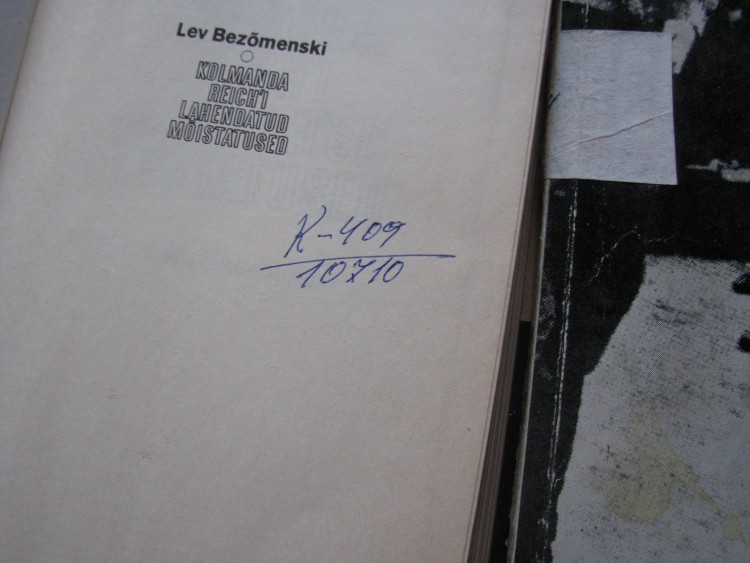 Lev Bezõmenski
KOLMANDA
REICH'I
LAHENDATUD
MÕISTATUSED
K-409
10710